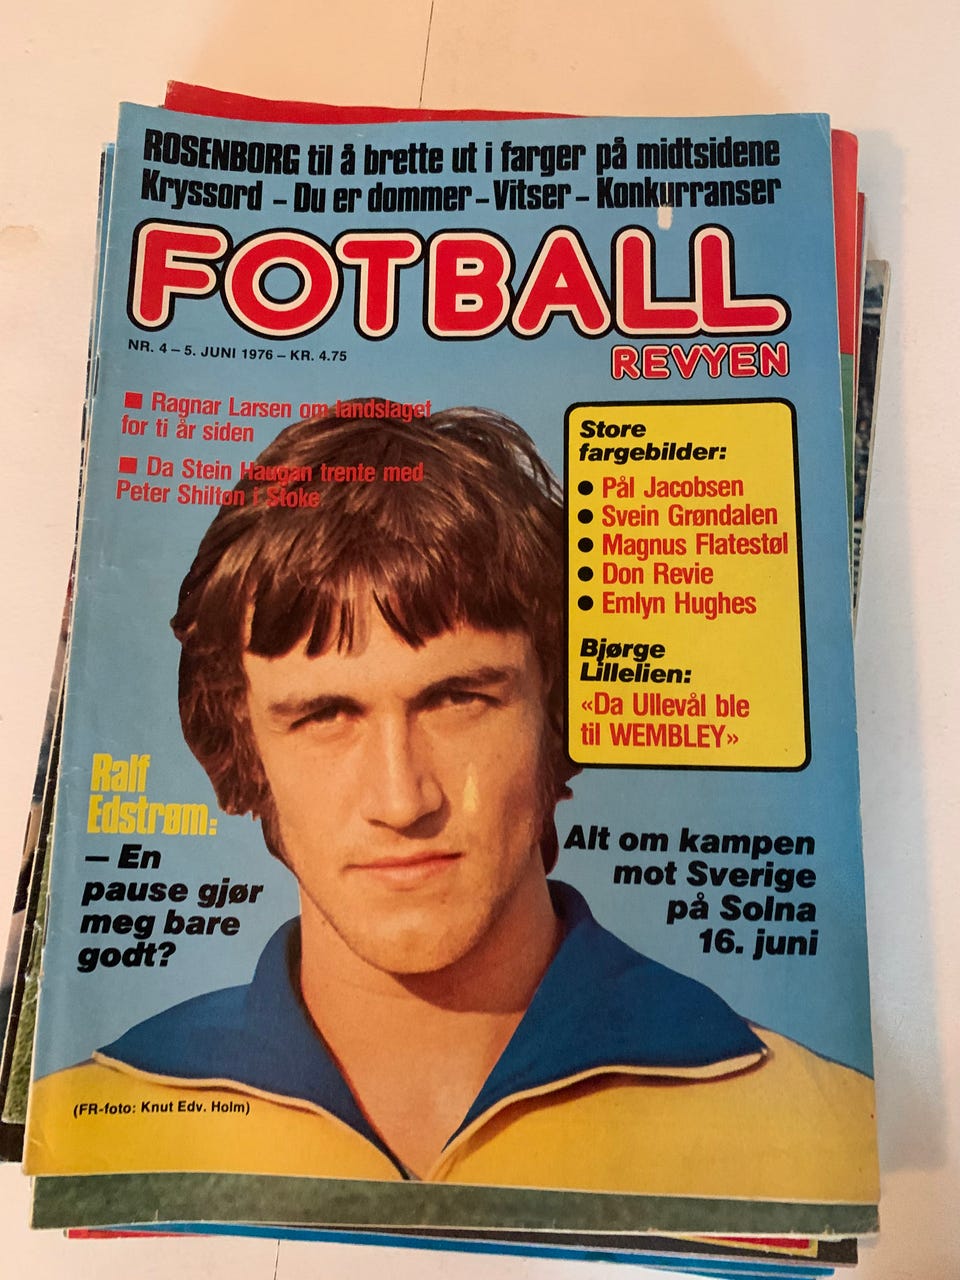 ROSENBORG til å brette ut i farger på midtsidene
Kryssord – Du er dommer – Vitser – Konkurranser
FOTBALL
REVYEN
NR. 4 – 5. JUNI 1976 – KR. 4.75
■ Ragnar Larsen om landslaget
for ti år siden
■ Da Stein Haugan trente med
Peter Shilton i Stoke
Store
fargebilder:
● Pål Jacobsen
● Svein Grøndalen
● Magnus Flatestøl
● Don Revie
● Emlyn Hughes
Bjørge
Lillelien:
«Da Ullevål ble
til WEMBLEY»
Ralf
Edstrøm:
– En
pause gjør
meg bare
godt?
Alt om kampen
mot Sverige
på Solna
16. juni
(FR-foto: Knut Edv. Holm)